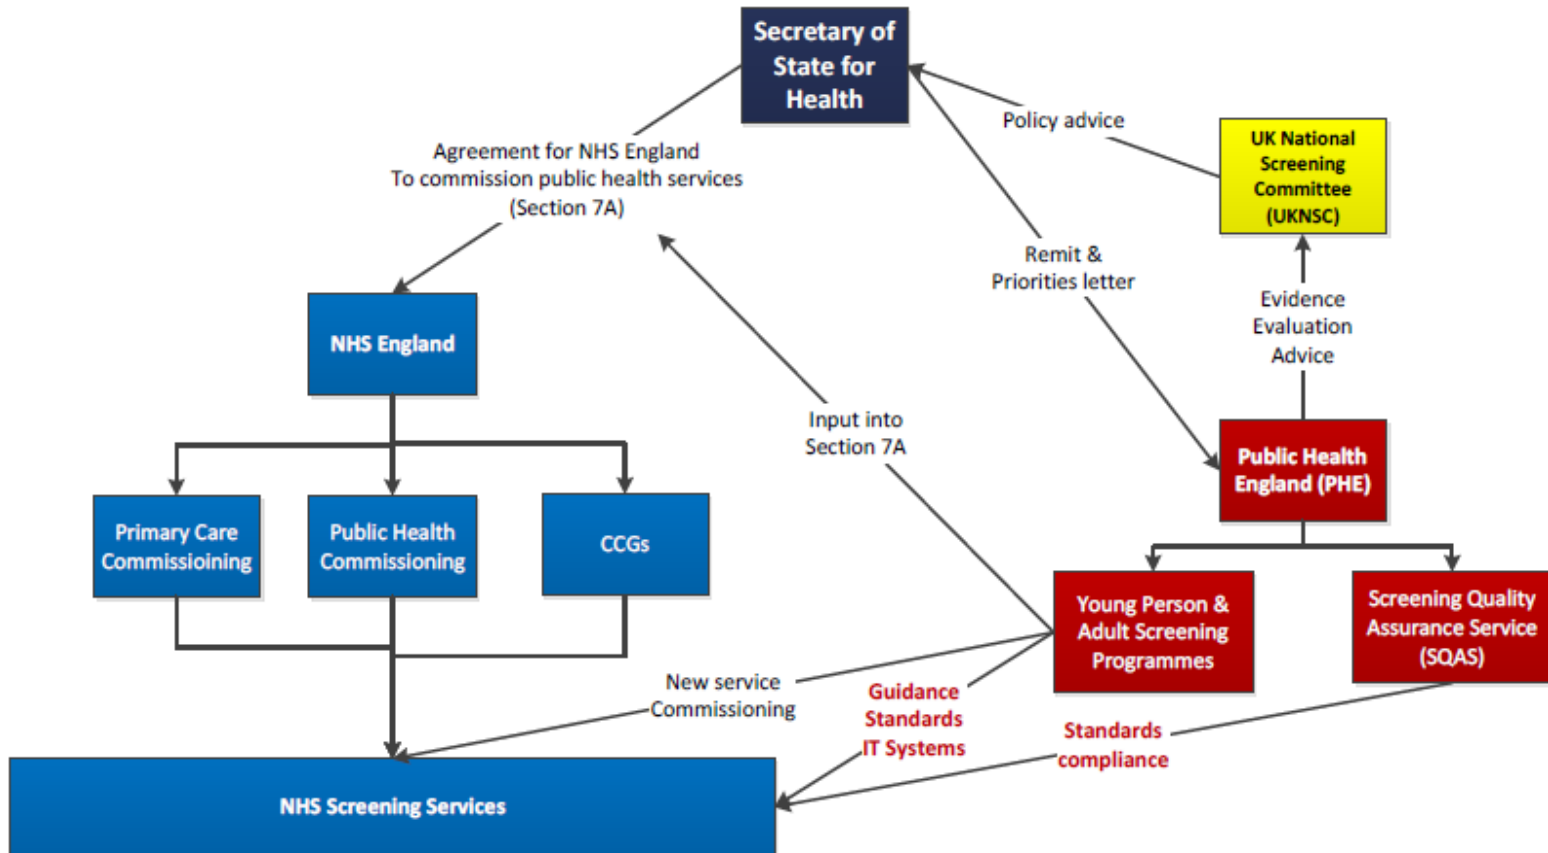 Secretary of
State for
Health
Policy advice
UK National
Screening
Committee
(UKNSC)
Agreement for NHS England
To commission public health services
(Section 7A)
Remit &
Priorities letter
Evidence
Evaluation
Advice
NHS England
Input into
Section 7A
Public Health
England (PHE)
Primary Care
Commissioining
Public Health
Commissioning
CCGs
Young Person &
Adult Screening
Programmes
Screening Quality
Assurance Service
(SQAS)
New service
Commissioning
Guidance
Standards
IT Systems
Standards
compliance
NHS Screening Services